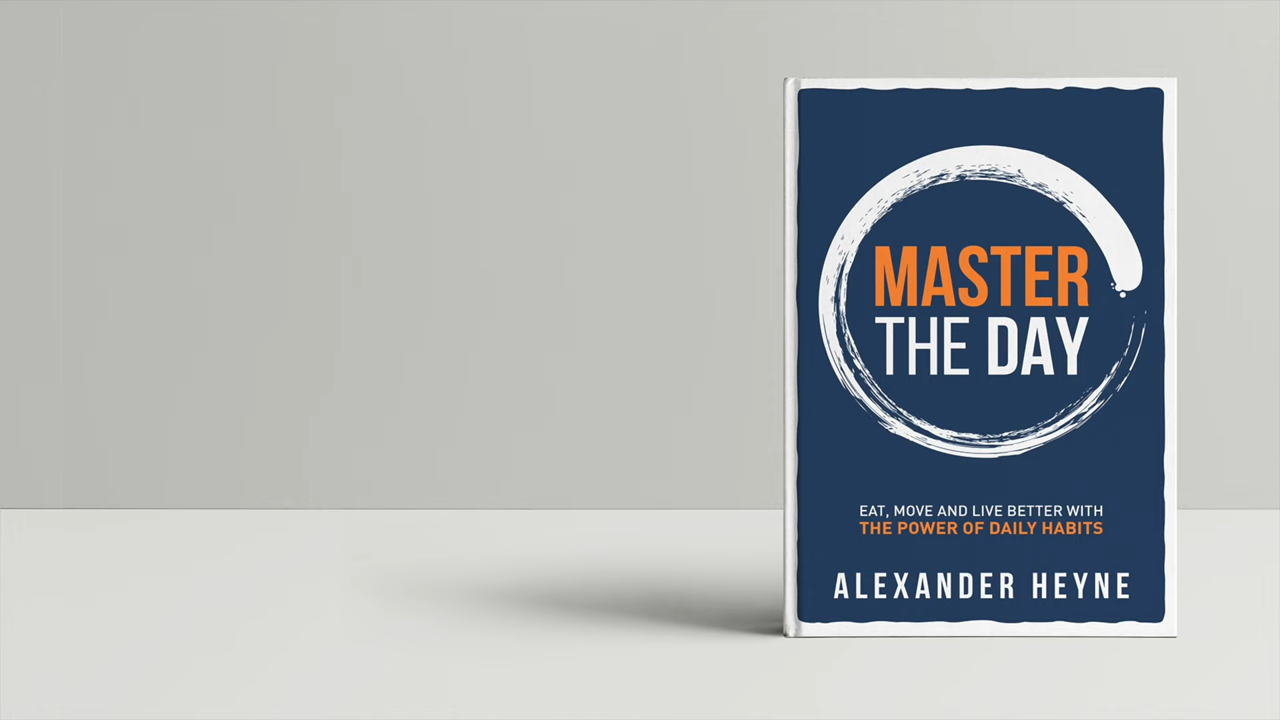 MASTER
THE DAY
EAT, MOVE AND LIVE BETTER WITH
THE POWER OF DAILY HABITS
ALEXANDER HEYNE